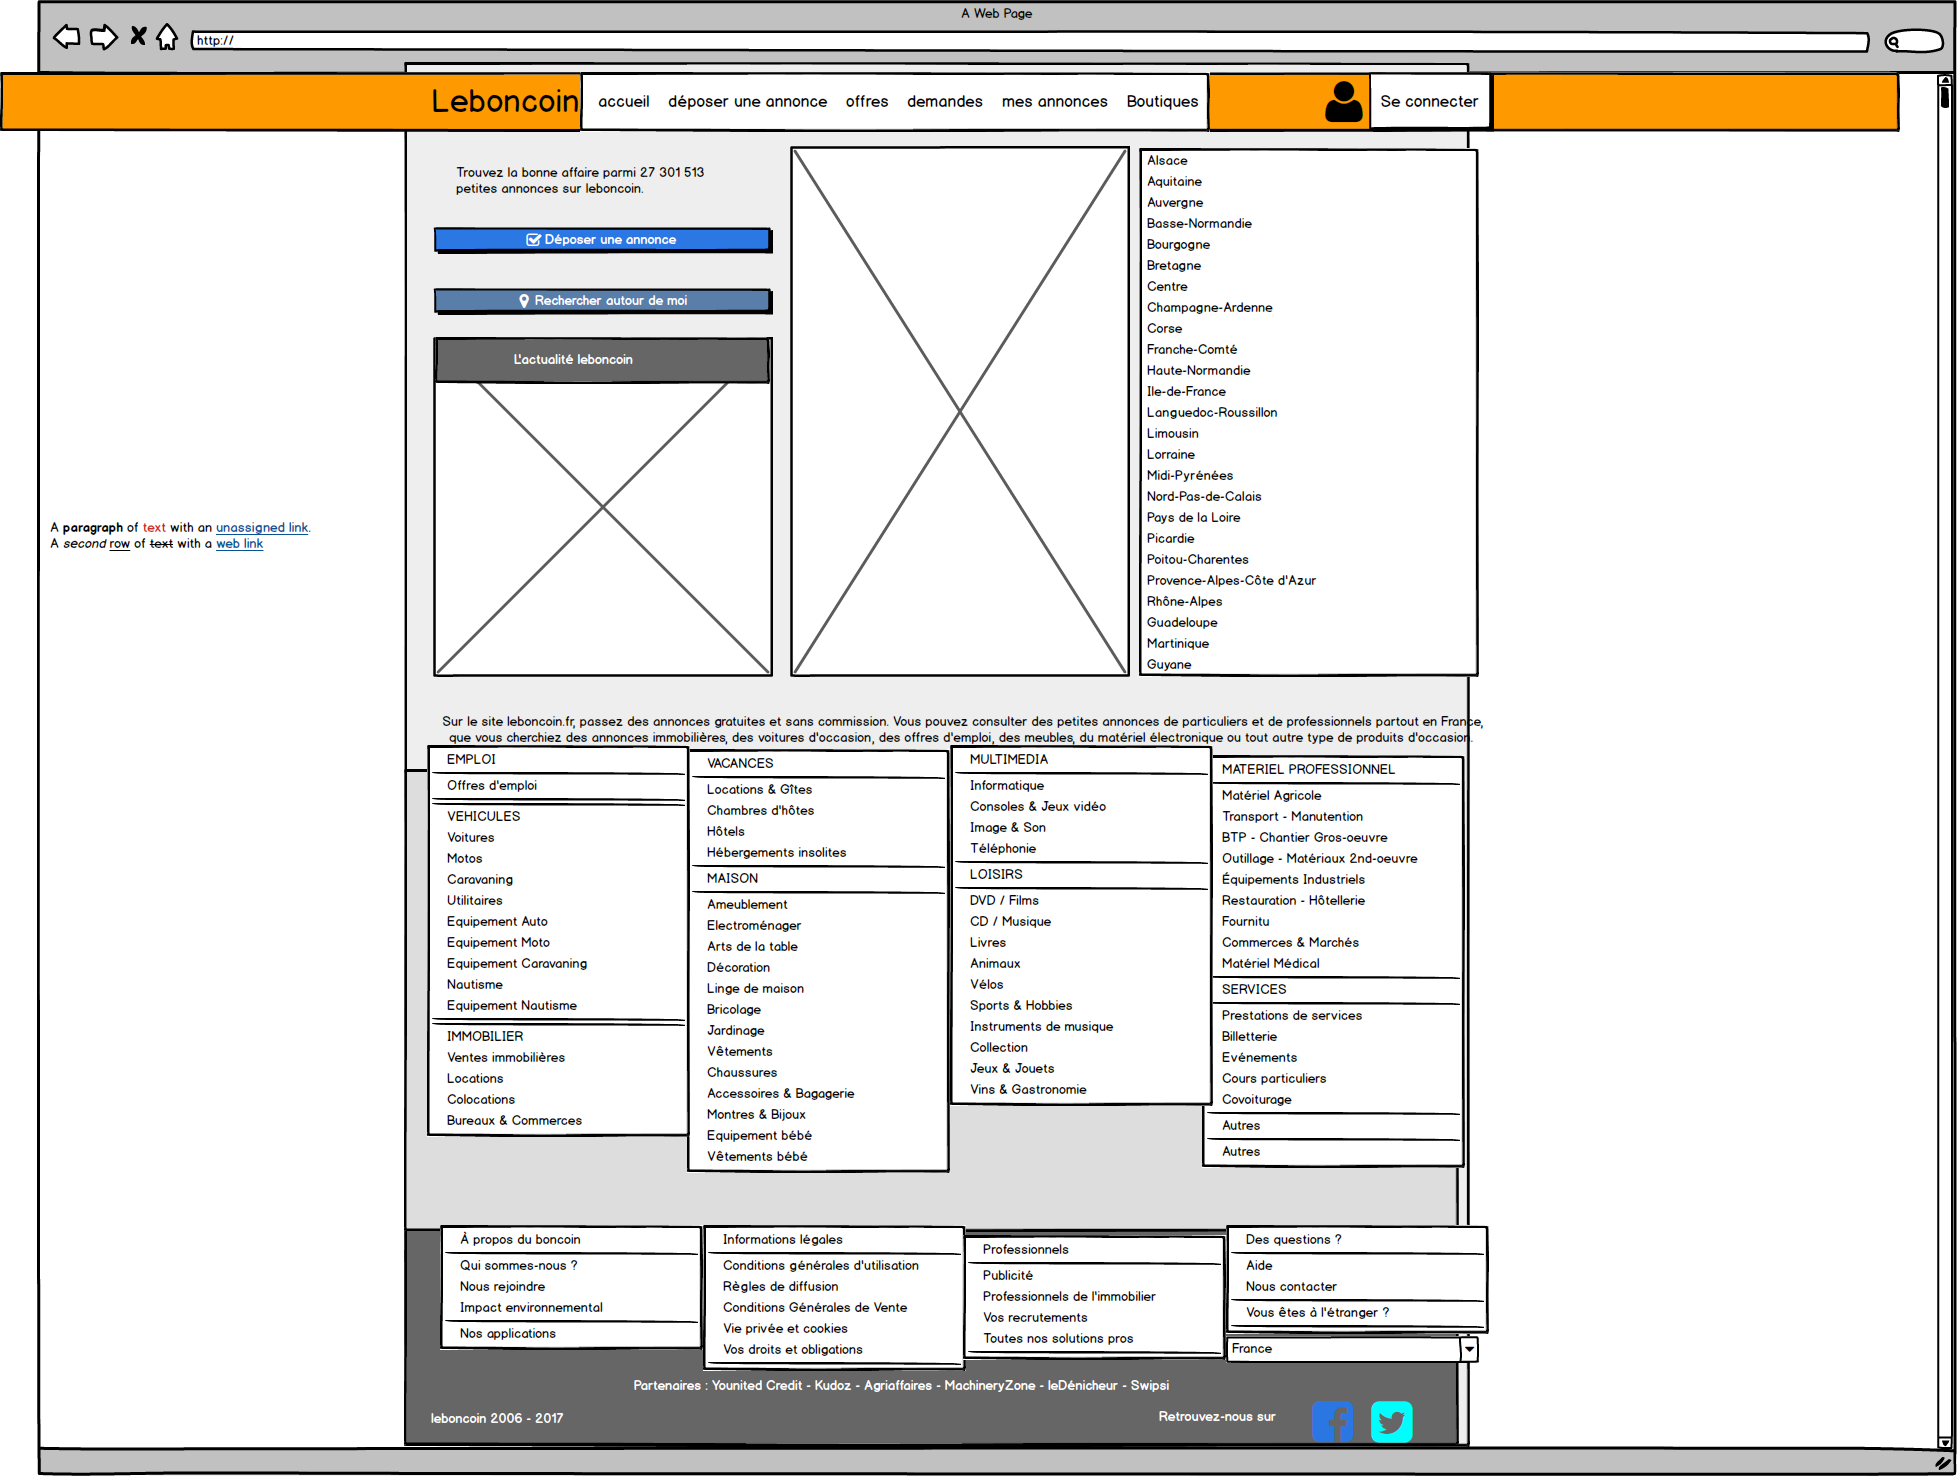 A Web Page
http://
Leboncoin
accueil déposer une annonce offres demandes mes annonces Boutiques
Se connecter
Trouvez la bonne affaire parmi 27 301 513
petites annonces sur leboncoin.
Déposer une annonce
Rechercher autour de moi
L'actualité leboncoin
Alsace
Aquitaine
Auvergne
Basse-Normandie
Bourgogne
Bretagne
Centre
Champagne-Ardenne
Corse
Franche-Comté
Haute-Normandie
Ile-de-France
Languedoc-Roussillon
Limousin
Lorraine
Midi-Pyrénées
Nord-Pas-de-Calais
Pays de la Loire
Picardie
Poitou-Charentes
Provence-Alpes-Côte d'Azur
Rhône-Alpes
Guadeloupe
Martinique
Guyane
A paragraph of text with an unassigned link.
A second row of text with a web link
Sur le site leboncoin.fr, passez des annonces gratuites et sans commission. Vous pouvez consulter des petites annonces de particuliers et de professionnels partout en France,
que vous cherchiez des annonces immobilières, des voitures d'occasion, des offres d'emploi, des meubles, du matériel électronique ou tout autre type de produits d'occasion.
EMPLOI
Offres d'emploi
VEHICULES
Voitures
Motos
Caravaning
Utilitaires
Equipement Auto
Equipement Moto
Equipement Caravaning
Nautisme
Equipement Nautisme
IMMOBILIER
Ventes immobilières
Locations
Colocations
Bureaux & Commerces
VACANCES
Locations & Gîtes
Chambres d'hôtes
Hôtels
Hébergements insolites
MAISON
Ameublement
Electroménager
Arts de la table
Décoration
Linge de maison
Bricolage
Jardinage
Vêtements
Chaussures
Accessoires & Bagagerie
Montres & Bijoux
Equipement bébé
Vêtements bébé
MULTIMEDIA
Informatique
Consoles & Jeux vidéo
Image & Son
Téléphonie
LOISIRS
DVD / Films
CD / Musique
Livres
Animaux
Vélos
Sports & Hobbies
Instruments de musique
Collection
Jeux & Jouets
Vins & Gastronomie
MATERIEL PROFESSIONNEL
Matériel Agricole
Transport - Manutention
BTP - Chantier Gros-oeuvre
Outillage - Matériaux 2nd-oeuvre
Équipements Industriels
Restauration - Hôtellerie
Fournitu
Commerces & Marchés
Matériel Médical
SERVICES
Prestations de services
Billetterie
Evénements
Cours particuliers
Covoiturage
Autres
Autres
À propos du boncoin
Qui sommes-nous ?
Nous rejoindre
Impact environnemental
Nos applications
Informations légales
Conditions générales d'utilisation
Règles de diffusion
Conditions Générales de Vente
Vie privée et cookies
Vos droits et obligations
Professionnels
Publicité
Professionnels de l'immobilier
Vos recrutements
Toutes nos solutions pros
Des questions ?
Aide
Nous contacter
Vous êtes à l'étranger ?
France
Partenaires : Younited Credit - Kudoz - Agriaffaires - MachineryZone - leDénicheur - Swipsi
leboncoin 2006 - 2017
Retrouvez-nous sur